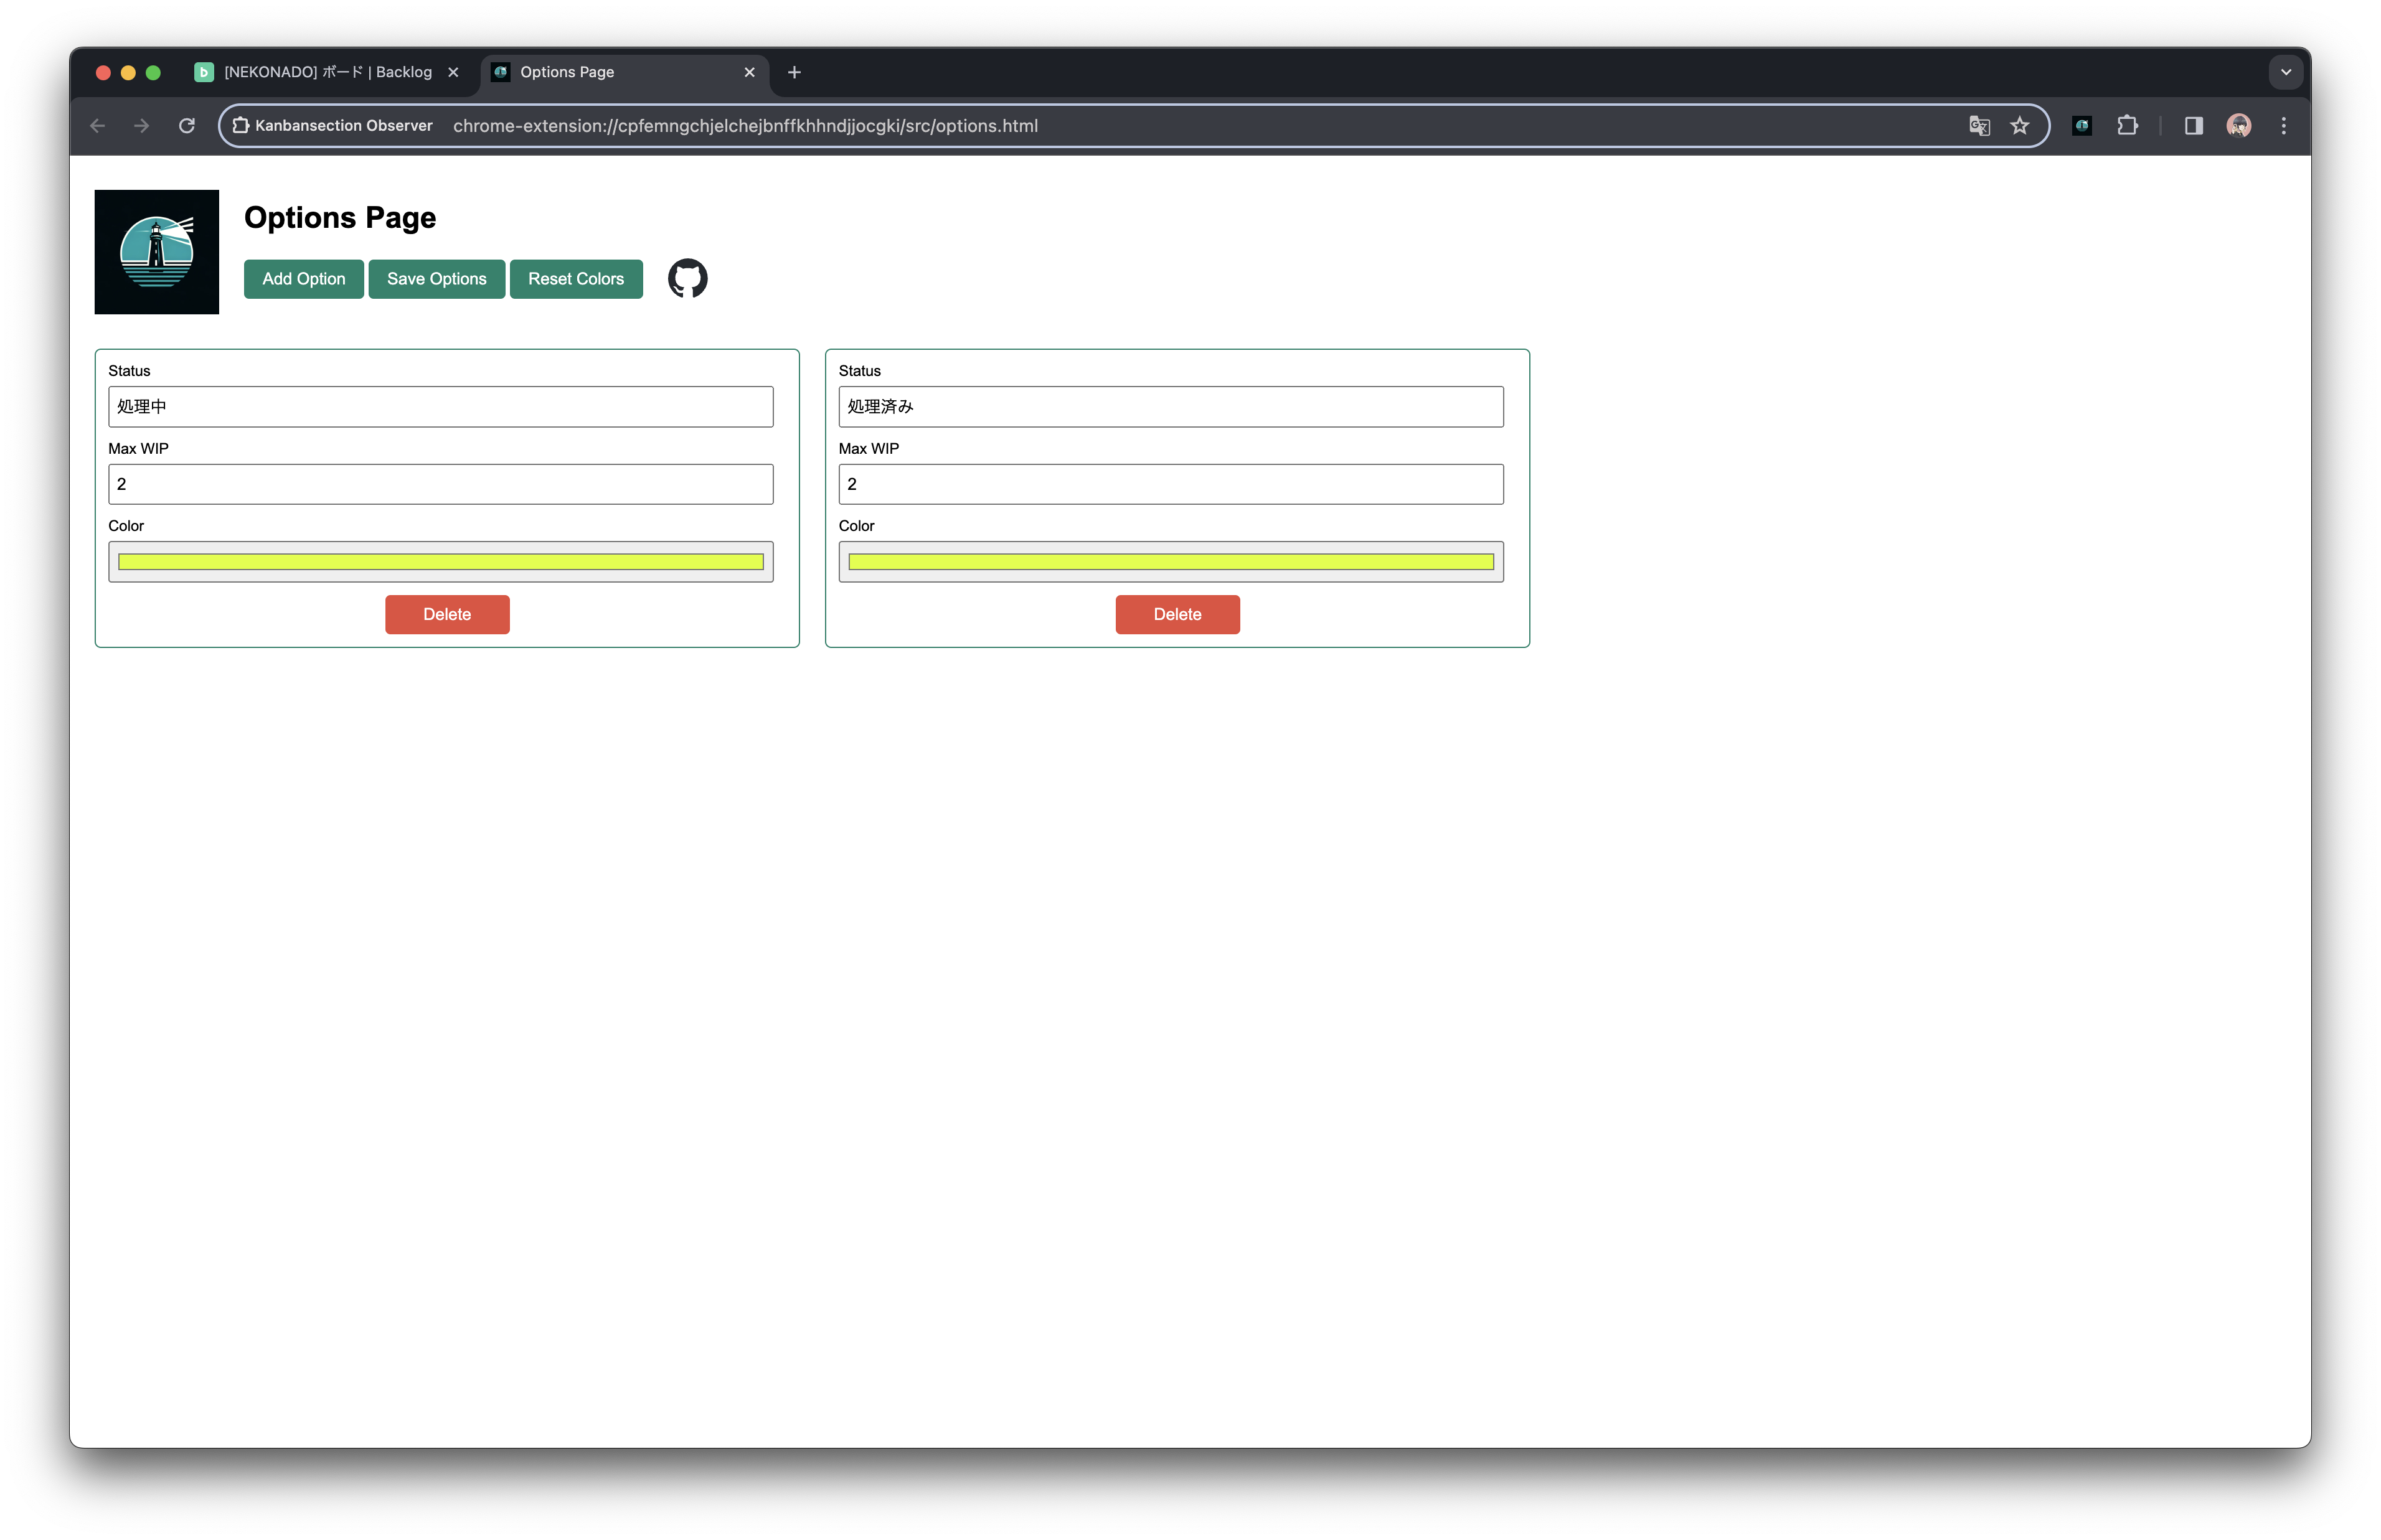 [NEKONADO] ボード | Backlog
Options Page
Kanbansection Observer chrome-extension://cpfemngchjelchejbnffkhhndjjocgki/src/options.html
Options Page
Add Option Save Options Reset Colors
Status
処理中
Max WIP
2
Color
Delete
Status
処理済み
Max WIP
2
Color
Delete